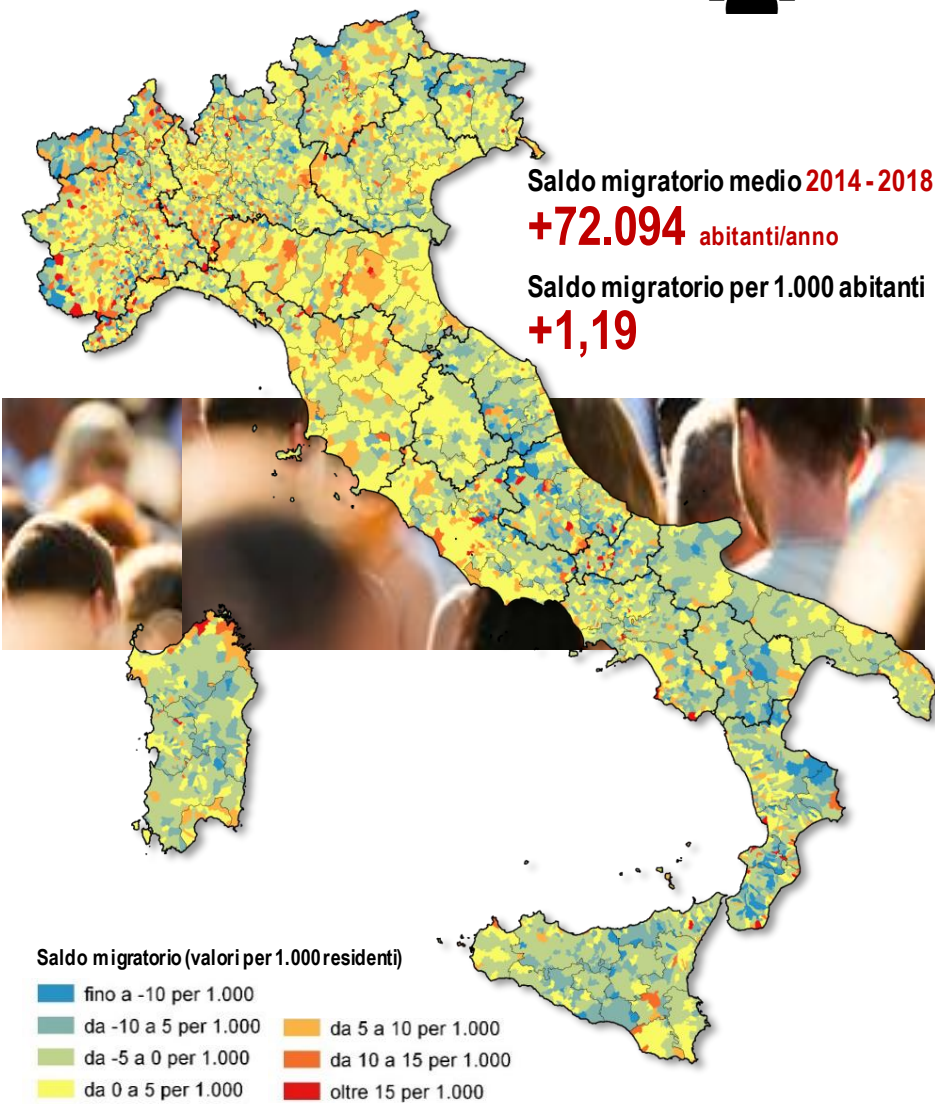 Saldo migratorio medio 2014 - 2018
+72.094 abitanti/anno
Saldo migratorio per 1.000 abitanti
+1,19
Saldo migratorio (valori per 1.000 residenti)
fino a -10 per 1.000
da -10 a 5 per 1.000
da -5 a 0 per 1.000
da 0 a 5 per 1.000
da 5 a 10 per 1.000
da 10 a 15 per 1.000
oltre 15 per 1.000